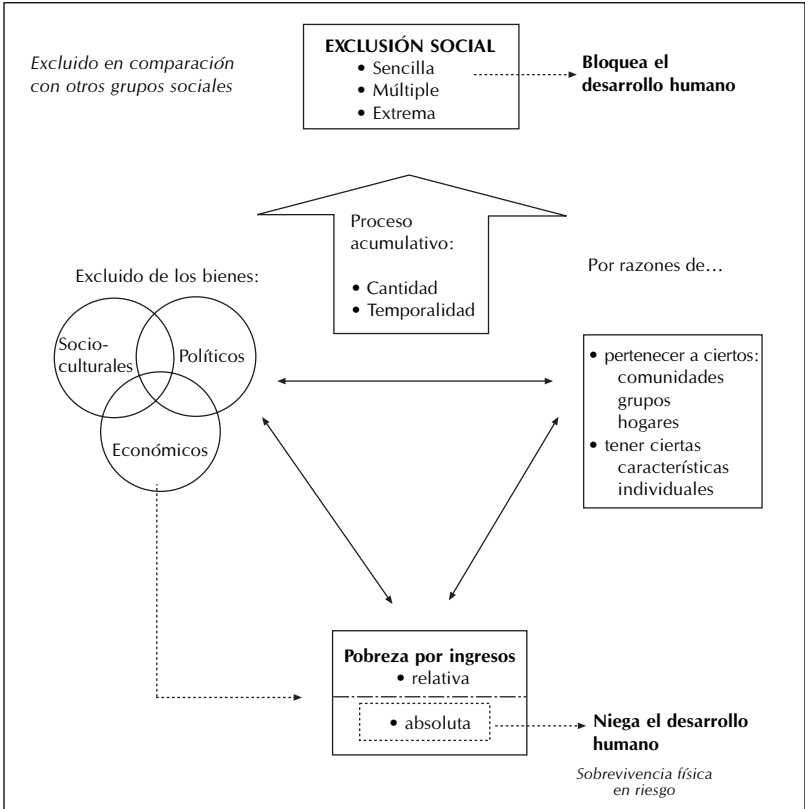 Excluido en comparación
con otros grupos sociales
EXCLUSIÓN SOCIAL
• Sencilla
• Múltiple
• Extrema
Bloquea el
desarrollo humano
Proceso
acumulativo:
• Cantidad
• Temporalidad
Excluido de los bienes:
Socio-
culturales
Políticos
Económicos
Por razones de…
• pertenecer a ciertos:
comunidades
grupos
hogares
• tener ciertas
características
individuales
Pobreza por ingresos
• relativa
• absoluta
Niega el desarrollo
humano
Sobrevivencia física
en riesgo